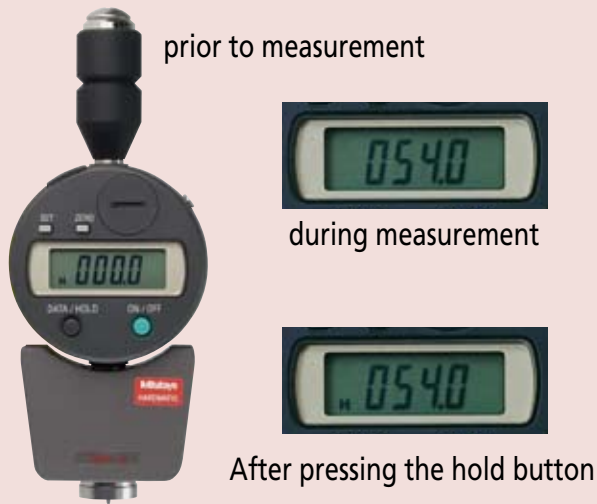 prior to measurement
054.0
during measurement
SET ZERO
H 000.0
DATA / HOLD ON / OFF
Mitutoyo
HARDMATIC
H 054.0
After pressing the hold button